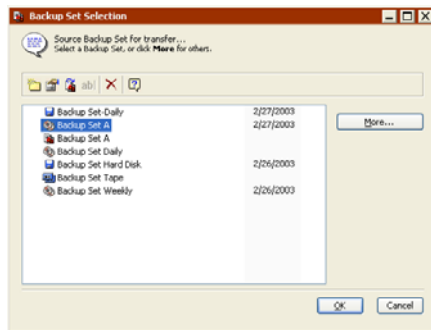 Backup Set Selection
Source Backup Set for transfer...
Select a Backup Set, or click More for others.
abl
Backup Set-Daily 2/27/2003
Backup Set A 2/27/2003
Backup Set A
Backup Set Daily
Backup Set Hard Disk 2/26/2003
Backup Set Tape
Backup Set Weekly 2/26/2003
More...
OK
Cancel